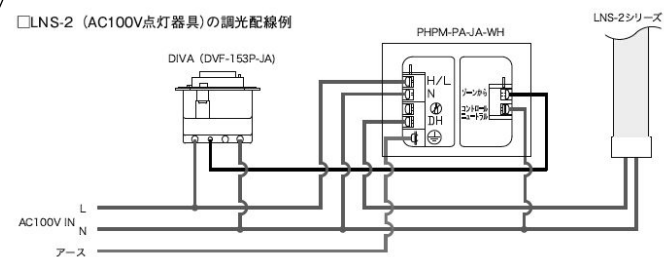 □LNS-2（AC100V点灯器具）の調光配線例
LNS-2シリーズ
PHPM-PA-JA-WH
DIVA（DVF-153P-JA）
H/L
N
DH
ゾーンから
コントロール
ニュートラル
L
AC100V IN
N
アース